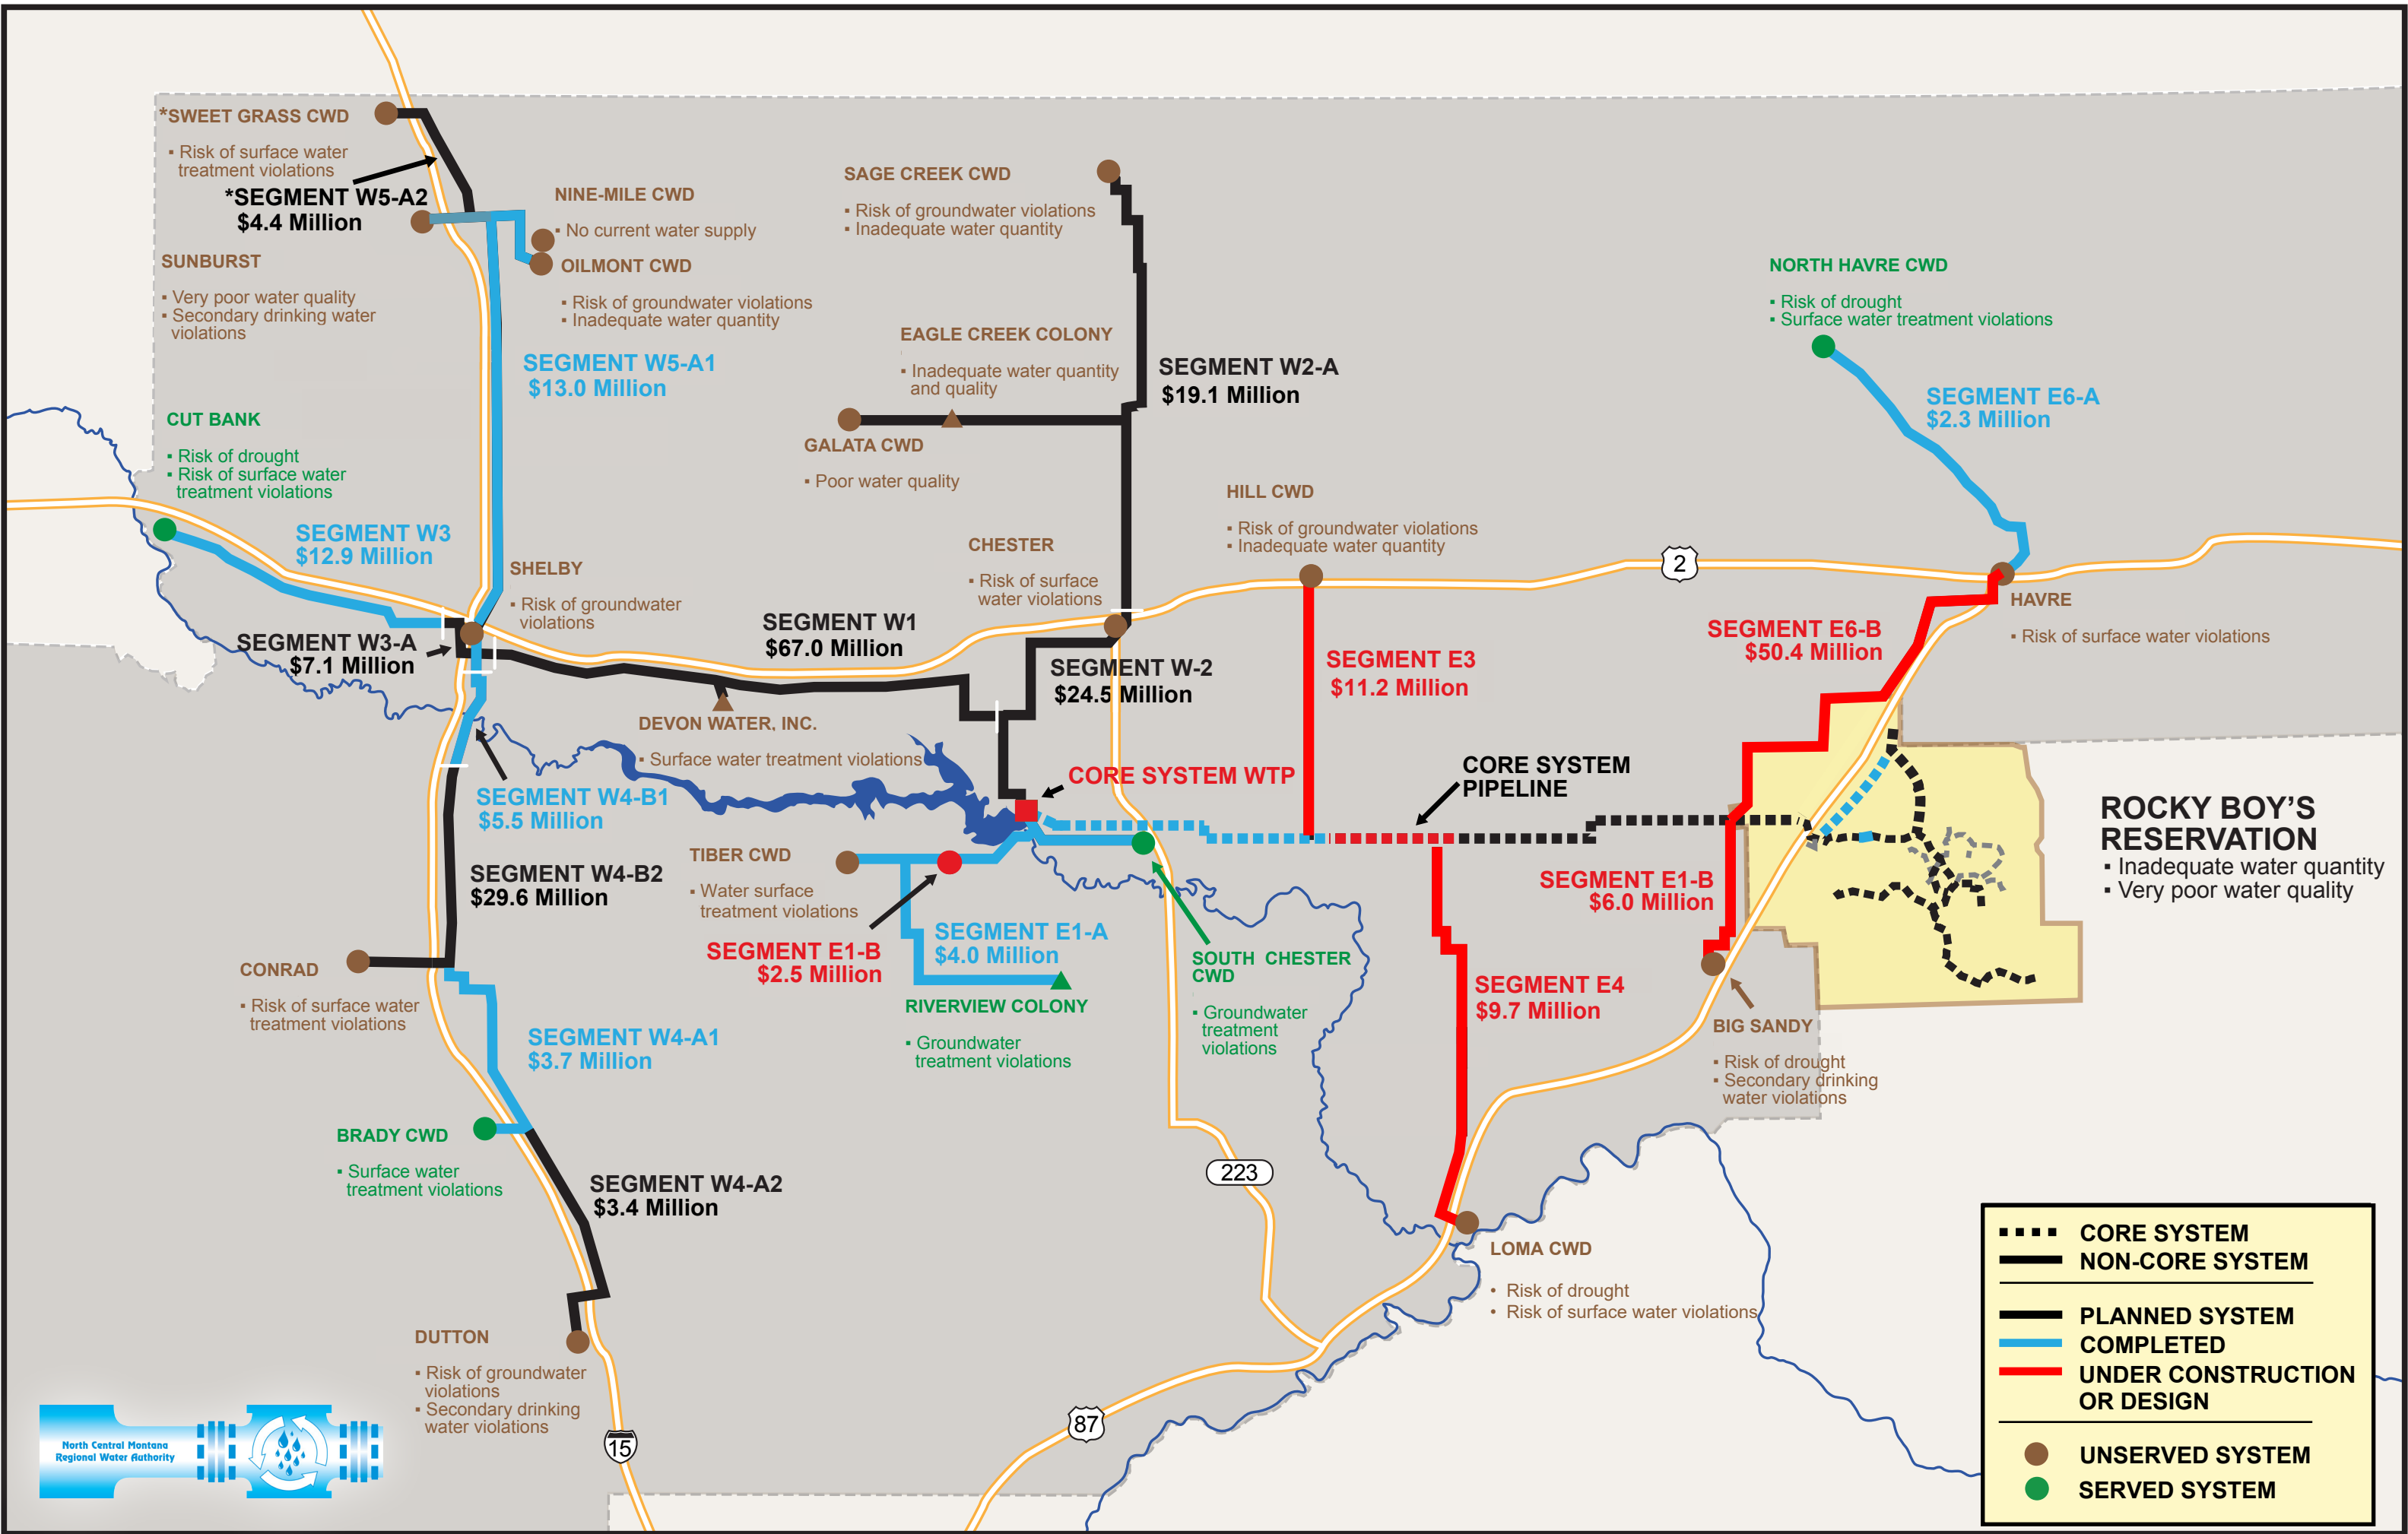 *SWEET GRASS CWD
▪ Risk of surface water
treatment violations
*SEGMENT W5-A2
$4.4 Million
SUNBURST
▪ Very poor water quality
▪ Secondary drinking water
violations
NINE-MILE CWD
▪ No current water supply
OILMONT CWD
▪ Risk of groundwater violations
▪ Inadequate water quantity
SEGMENT W5-A1
$13.0 Million
SAGE CREEK CWD
▪ Risk of groundwater violations
▪ Inadequate water quantity
EAGLE CREEK COLONY
▪ Inadequate water quantity
and quality
SEGMENT W2-A
$19.1 Million
GALATA CWD
▪ Poor water quality
NORTH HAVRE CWD
▪ Risk of drought
▪ Surface water treatment violations
SEGMENT E6-A
$2.3 Million
CUT BANK
▪ Risk of drought
▪ Risk of surface water
treatment violations
SEGMENT W3
$12.9 Million
SHELBY
▪ Risk of groundwater
violations
SEGMENT W3-A
$7.1 Million
SEGMENT W1
$67.0 Million
CHESTER
▪ Risk of surface
water violations
HILL CWD
▪ Risk of groundwater violations
▪ Inadequate water quantity
2
HAVRE
▪ Risk of surface water violations
SEGMENT E6-B
$50.4 Million
SEGMENT W-2
$24.5 Million
SEGMENT E3
$11.2 Million
DEVON WATER, INC.
▪ Surface water treatment violations
CORE SYSTEM WTP
CORE SYSTEM
PIPELINE
ROCKY BOY'S
RESERVATION
▪ Inadequate water quantity
▪ Very poor water quality
SEGMENT W4-B1
$5.5 Million
SEGMENT W4-B2
$29.6 Million
TIBER CWD
▪ Water surface
treatment violations
SEGMENT E1-B
$2.5 Million
SEGMENT E1-A
$4.0 Million
RIVERVIEW COLONY
▪ Groundwater
treatment violations
SOUTH CHESTER
CWD
▪ Groundwater
treatment
violations
SEGMENT E1-B
$6.0 Million
SEGMENT E4
$9.7 Million
BIG SANDY
▪ Risk of drought
▪ Secondary drinking
water violations
CONRAD
▪ Risk of surface water
treatment violations
SEGMENT W4-A1
$3.7 Million
BRADY CWD
▪ Surface water
treatment violations
SEGMENT W4-A2
$3.4 Million
223
LOMA CWD
• Risk of drought
• Risk of surface water violations
DUTTON
▪ Risk of groundwater
violations
▪ Secondary drinking
water violations
15
87
North Central Montana
Regional Water Authority
CORE SYSTEM
NON-CORE SYSTEM
PLANNED SYSTEM
COMPLETED
UNDER CONSTRUCTION
OR DESIGN
UNSERVED SYSTEM
SERVED SYSTEM